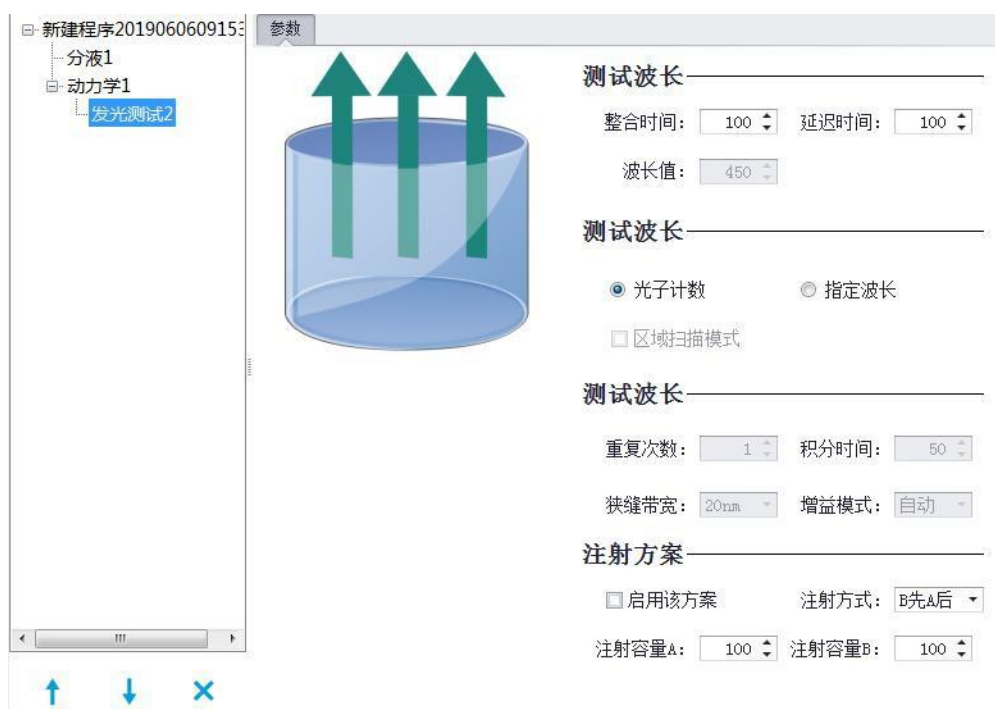 新建程序2019060609153
分液1
动力学1
发光测试2
参数
测试波长
整合时间： 100 延迟时间： 100
波长值： 450
测试波长
光子计数 指定波长
区域扫描模式
测试波长
重复次数： 1 积分时间： 50
狭缝带宽： 20nm 增益模式： 自动
注射方案
启用该方案 注射方式： B先A后
注射容量A： 100 注射容量B： 100